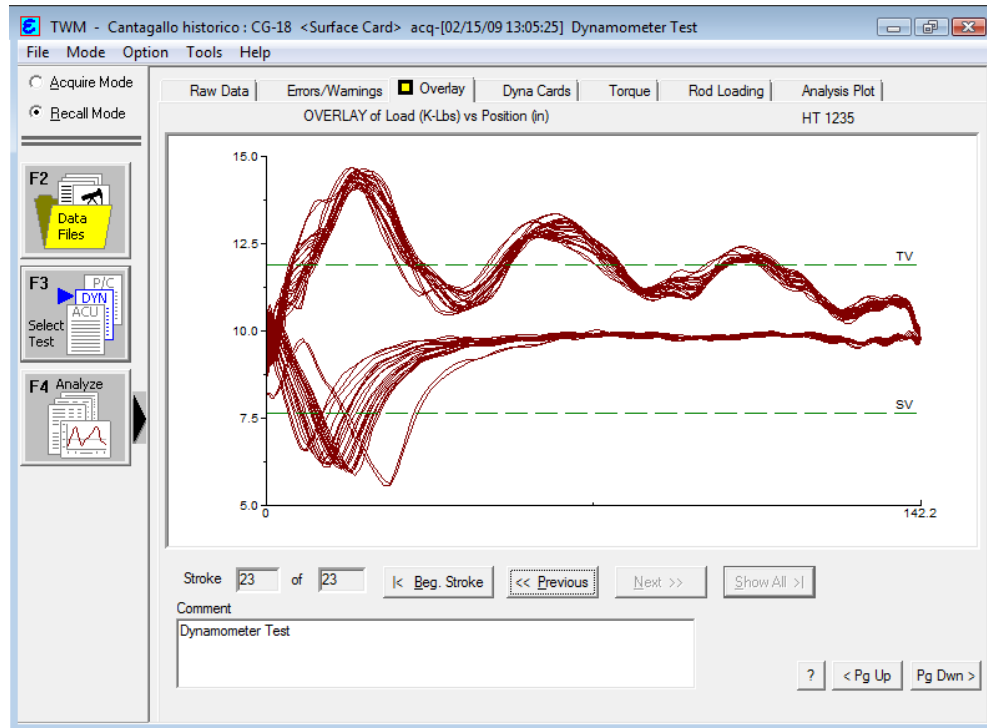 TWM - Cantagallo historico : CG-18 <Surface Card> acq-[02/15/09 13:05:25] Dynamometer Test
File Mode Option Tools Help
Acquire Mode
Recall Mode
F2
Data
Files
F3
P/C
DYN
ACU
Select
Test
F4 Analyze
Raw Data Errors/Warnings Overlay Dyna Cards Torque Rod Loading Analysis Plot
OVERLAY of Load (K-Lbs) vs Position (in) HT 1235
15.0
12.5
TV
10.0
7.5
SV
5.0
0 142.2
Stroke 23 of 23 |< Beg. Stroke << Previous Next >> Show All >|
Comment
Dynamometer Test
? < Pg Up Pg Dwn >